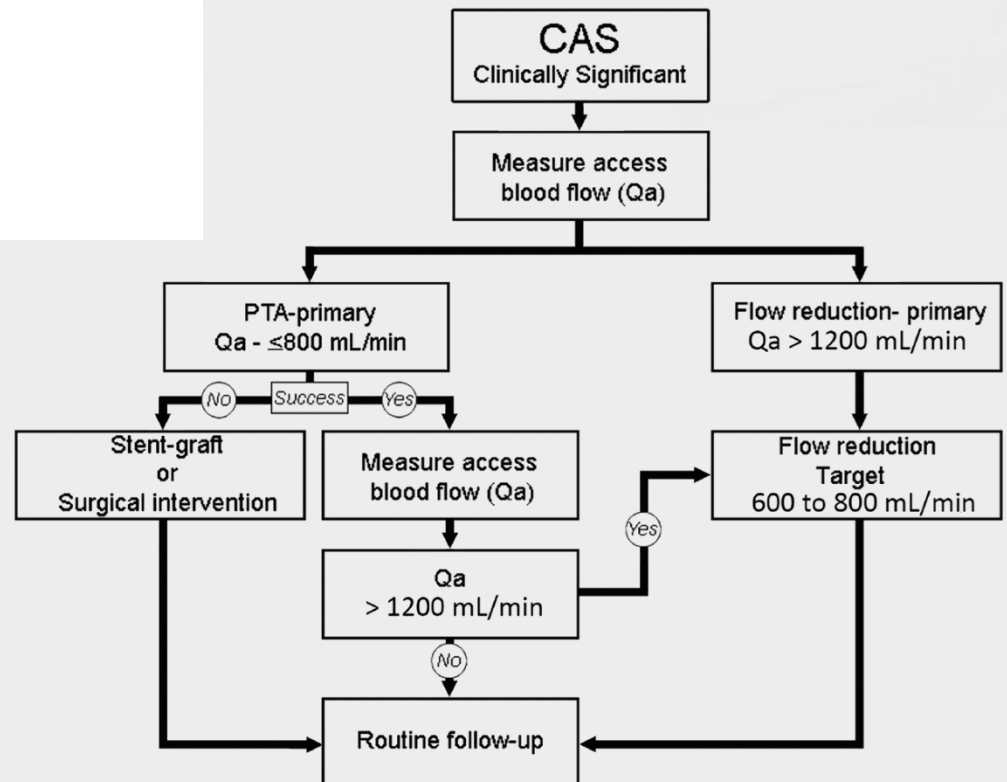 CAS
Clinically Significant
Measure access
blood flow (Qa)
PTA-primary
Qa - ≤800 mL/min
Flow reduction- primary
Qa > 1200 mL/min
No
Success
Yes
Stent-graft
or
Surgical intervention
Measure access
blood flow (Qa)
Flow reduction
Target
600 to 800 mL/min
Yes
Qa
> 1200 mL/min
No
Routine follow-up